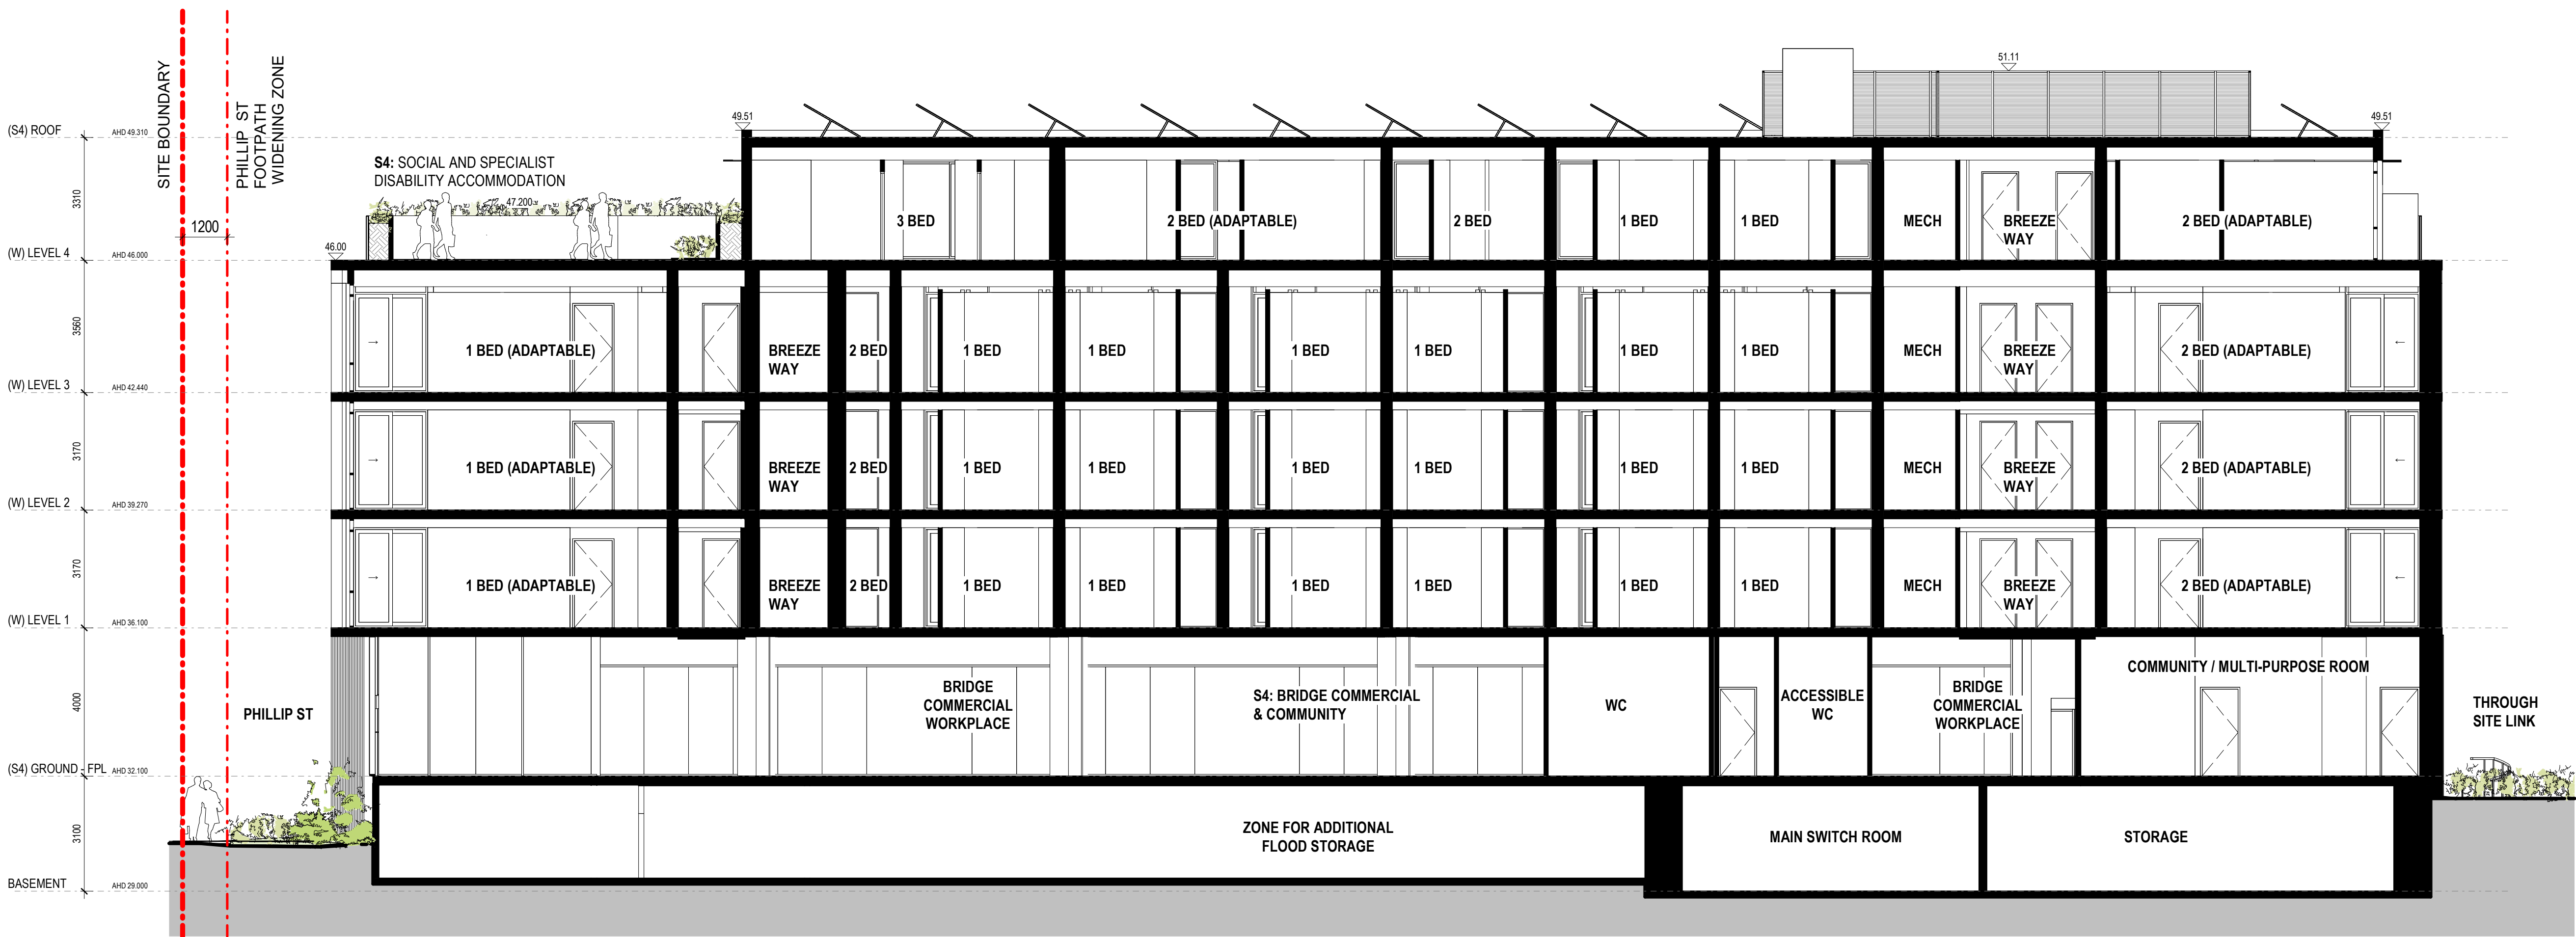 SITE BOUNDARY
PHILLIP ST
FOOTPATH
WIDENING ZONE
51.11
(S4) ROOF
AHD 49.310
49.51
49.51
S4: SOCIAL AND SPECIALIST
DISABILITY ACCOMMODATION
3310
47.200
1200
3 BED
2 BED (ADAPTABLE)
2 BED
1 BED
1 BED
MECH
BREEZE
WAY
2 BED (ADAPTABLE)
46.00
(W) LEVEL 4
AHD 46.000
3560
1 BED (ADAPTABLE)
BREEZE
WAY
2 BED
1 BED
1 BED
1 BED
1 BED
1 BED
1 BED
MECH
BREEZE
WAY
2 BED (ADAPTABLE)
(W) LEVEL 3
AHD 42.440
3170
1 BED (ADAPTABLE)
BREEZE
WAY
2 BED
1 BED
1 BED
1 BED
1 BED
1 BED
1 BED
MECH
BREEZE
WAY
2 BED (ADAPTABLE)
(W) LEVEL 2
AHD 39.270
3170
1 BED (ADAPTABLE)
BREEZE
WAY
2 BED
1 BED
1 BED
1 BED
1 BED
1 BED
1 BED
MECH
BREEZE
WAY
2 BED (ADAPTABLE)
(W) LEVEL 1
AHD 36.100
4000
PHILLIP ST
BRIDGE
COMMERCIAL
WORKPLACE
S4: BRIDGE COMMERCIAL
& COMMUNITY
WC
ACCESSIBLE
WC
BRIDGE
COMMERCIAL
WORKPLACE
COMMUNITY / MULTI-PURPOSE ROOM
THROUGH
SITE LINK
(S4) GROUND - FPL
AHD 32.100
3100
ZONE FOR ADDITIONAL
FLOOD STORAGE
MAIN SWITCH ROOM
STORAGE
BASEMENT
AHD 29.000